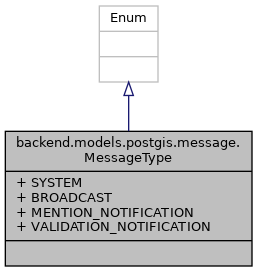 Enum
backend.models.postgis.message.
MessageType
+ SYSTEM
+ BROADCAST
+ MENTION_NOTIFICATION
+ VALIDATION_NOTIFICATION